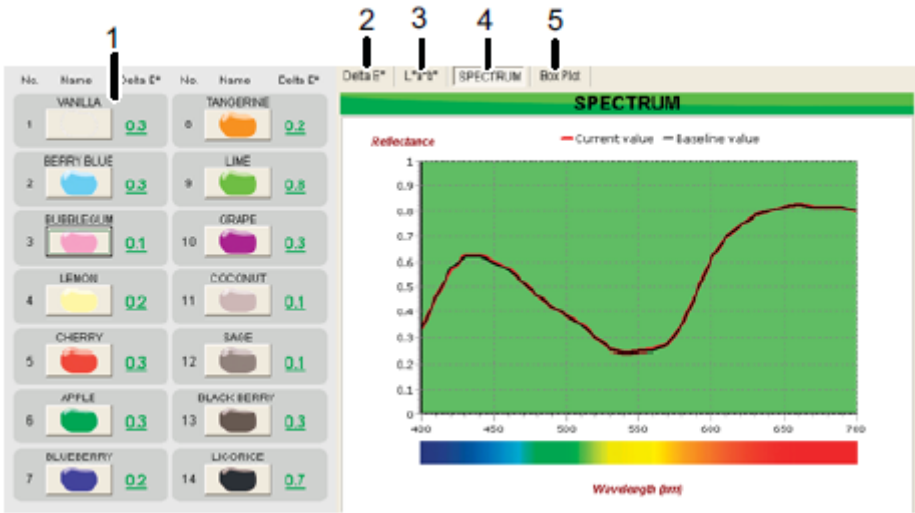 1
2 3 4 5
No. Name Delta E* No. Name Delta E*
Delta E* L*a*b* SPECTRUM Box Plot
VANILLA
1 0.3
TANGERINE
8 0.2
BERRY BLUE
2 0.3
LIME
9 0.8
BUBBLEGUM
3 0.1
GRAPE
10 0.3
LEMON
4 0.2
COCONUT
11 0.1
CHERRY
5 0.3
SAGE
12 0.1
APPLE
6 0.3
BLACK BERRY
13 0.3
BLUEBERRY
7 0.2
LICORICE
14 0.7
SPECTRUM
Reflectance
Current value Baseline value
1
0.9
0.8
0.7
0.6
0.5
0.4
0.3
0.2
0.1
0
400 450 500 550 600 650 700
Wavelength (nm)